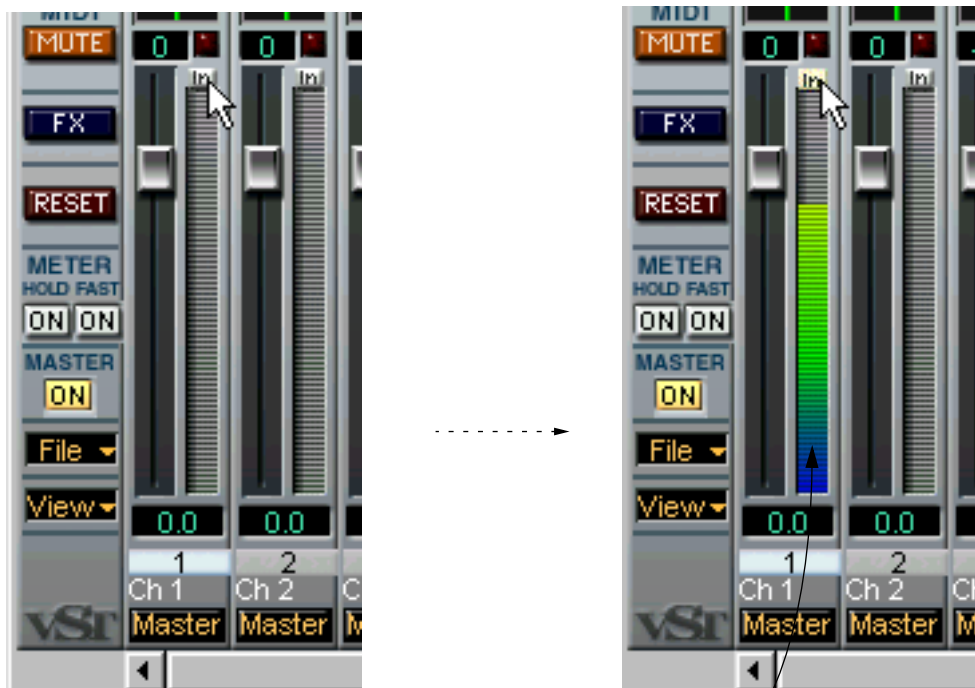 MIDI
MUTE 0 0
In In
FX
RESET
METER
HOLD FAST
ON ON
MASTER
ON
File
View
0.0 0.0
1 2
Ch 1 Ch 2 C
VST Master Master M
MIDI
MUTE 0 0
In In
FX
RESET
METER
HOLD FAST
ON ON
MASTER
ON
File
View
0.0 0.0
1 2
Ch 1 Ch 2 Ch
VST Master Master M